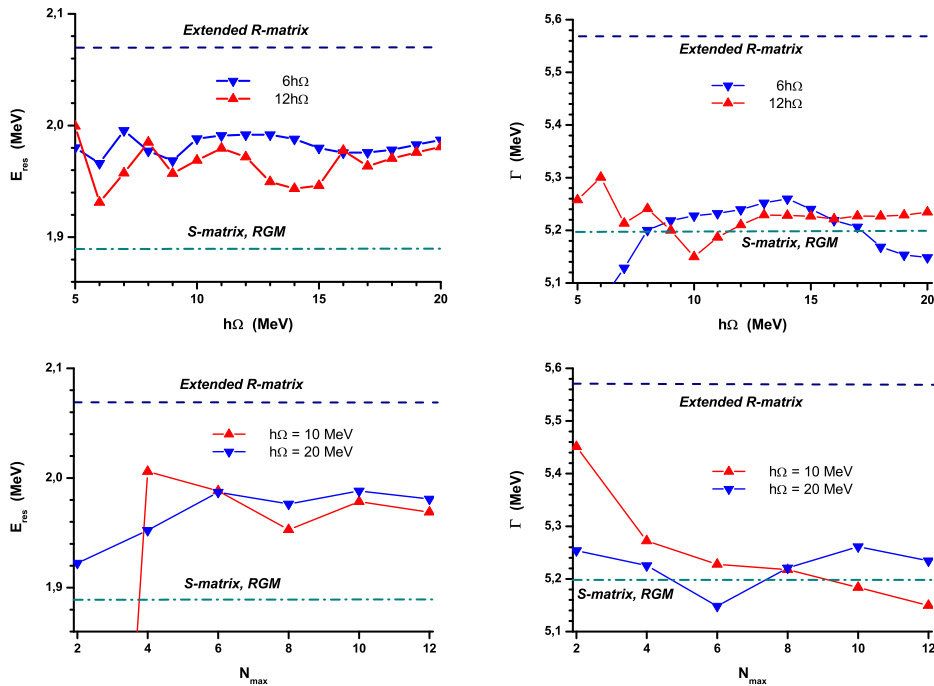 2,1
2,0
1,9
E_res (MeV)
Extended R-matrix
6hΩ
12hΩ
S-matrix, RGM
5 10 15 20
hΩ (MeV)
5,6
5,5
5,4
5,3
5,2
5,1
Γ (MeV)
Extended R-matrix
6hΩ
12hΩ
S-matrix, RGM
5 10 15 20
hΩ (MeV)
2,1
2,0
1,9
E_res (MeV)
Extended R-matrix
hΩ = 10 MeV
hΩ = 20 MeV
S-matrix, RGM
2 4 6 8 10 12
N_max
5,6
5,5
5,4
5,3
5,2
5,1
Γ (MeV)
Extended R-matrix
hΩ = 10 MeV
hΩ = 20 MeV
S-matrix, RGM
2 4 6 8 10 12
N_max